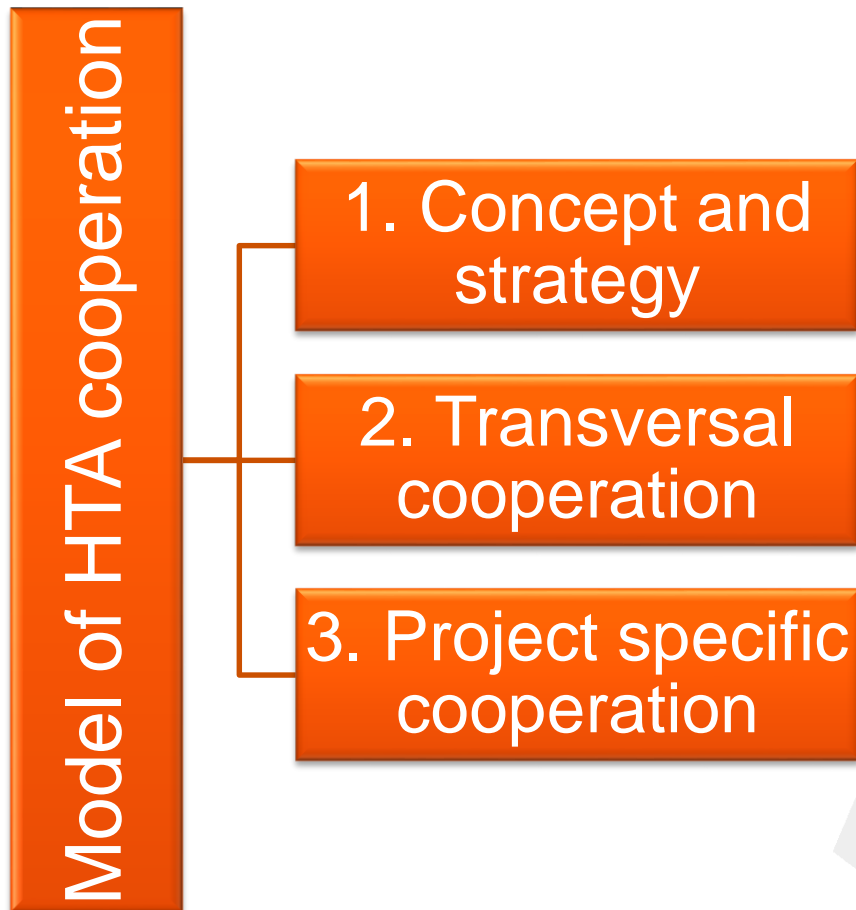 Model of HTA cooperation
1. Concept and
strategy
2. Transversal
cooperation
3. Project specific
cooperation